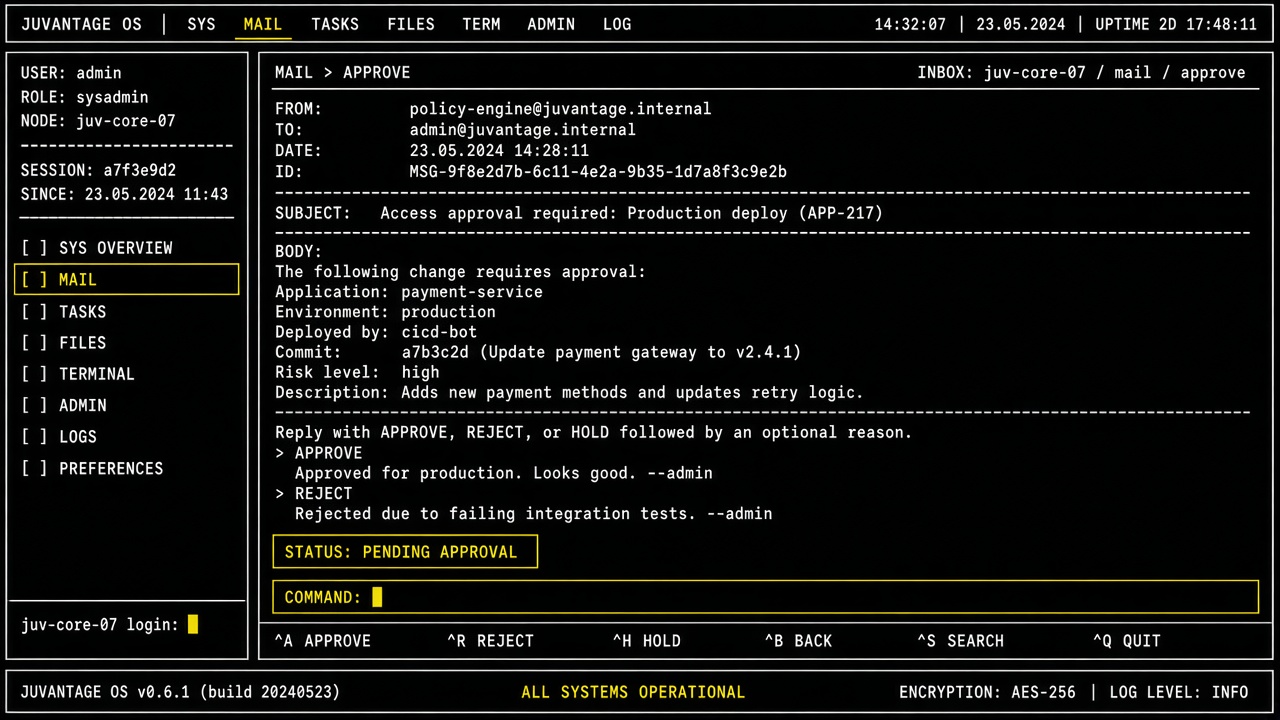 JUVANTAGE OS | SYS MAIL TASKS FILES TERM ADMIN LOG 14:32:07 | 23.05.2024 | UPTIME 2D 17:48:11
USER: admin
ROLE: sysadmin
NODE: juv-core-07
-----------------------
SESSION: a7f3e9d2
SINCE: 23.05.2024 11:43
[ ] SYS OVERVIEW
[ ] MAIL
[ ] TASKS
[ ] FILES
[ ] TERMINAL
[ ] ADMIN
[ ] LOGS
[ ] PREFERENCES
juv-core-07 login:
MAIL > APPROVE INBOX: juv-core-07 / mail / approve
FROM: policy-engine@juvantage.internal
TO: admin@juvantage.internal
DATE: 23.05.2024 14:28:11
ID: MSG-9f8e2d7b-6c11-4e2a-9b35-1d7a8f3c9e2b
SUBJECT: Access approval required: Production deploy (APP-217)
BODY:
The following change requires approval:
Application: payment-service
Environment: production
Deployed by: cicd-bot
Commit: a7b3c2d (Update payment gateway to v2.4.1)
Risk level: high
Description: Adds new payment methods and updates retry logic.
Reply with APPROVE, REJECT, or HOLD followed by an optional reason.
> APPROVE
Approved for production. Looks good. --admin
> REJECT
Rejected due to failing integration tests. --admin
STATUS: PENDING APPROVAL
COMMAND:
^A APPROVE ^R REJECT ^H HOLD ^B BACK ^S SEARCH ^Q QUIT
JUVANTAGE OS v0.6.1 (build 20240523) ALL SYSTEMS OPERATIONAL ENCRYPTION: AES-256 | LOG LEVEL: INFO